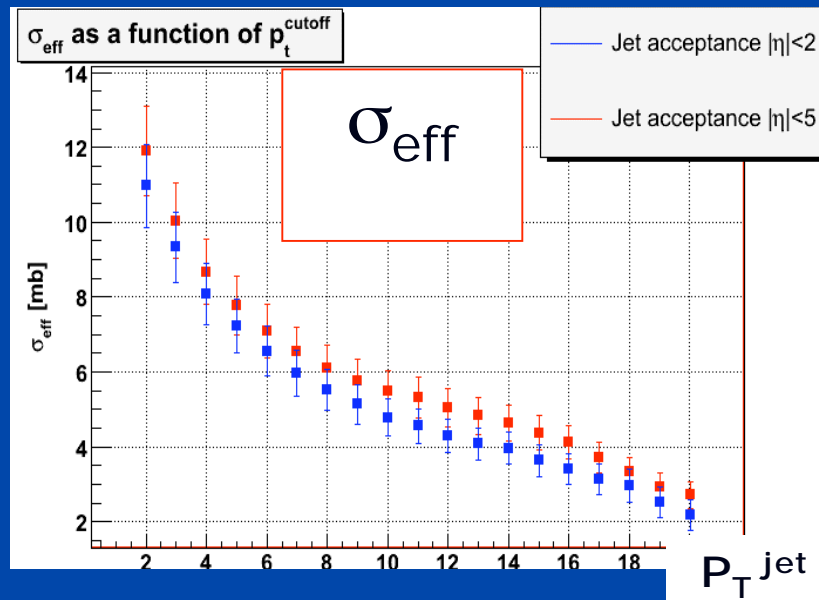 σeff as a function of ptcutoff
Jet acceptance |η|<2
Jet acceptance |η|<5
σeff
σeff [mb]
14
12
10
8
6
4
2
2 4 6 8 10 12 14 16 18
PT jet